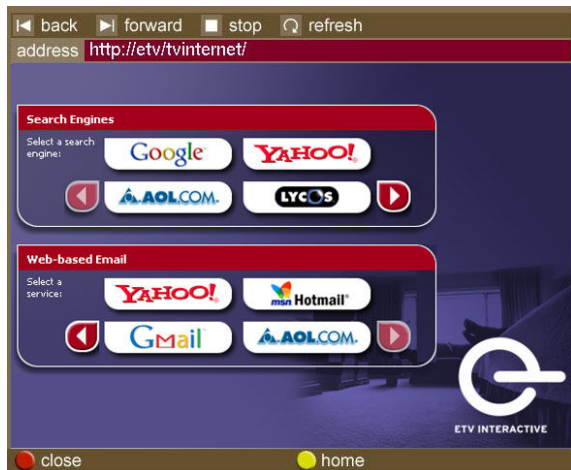 back forward stop refresh
address http://etv/tvinternet/
Search Engines
Select a search
engine:
Google YAHOO!
AOL.COM. LYCOS
Web-based Email
Select a
service:
YAHOO! msn Hotmail®
GMail AOL.COM.
ETV INTERACTIVE
close home